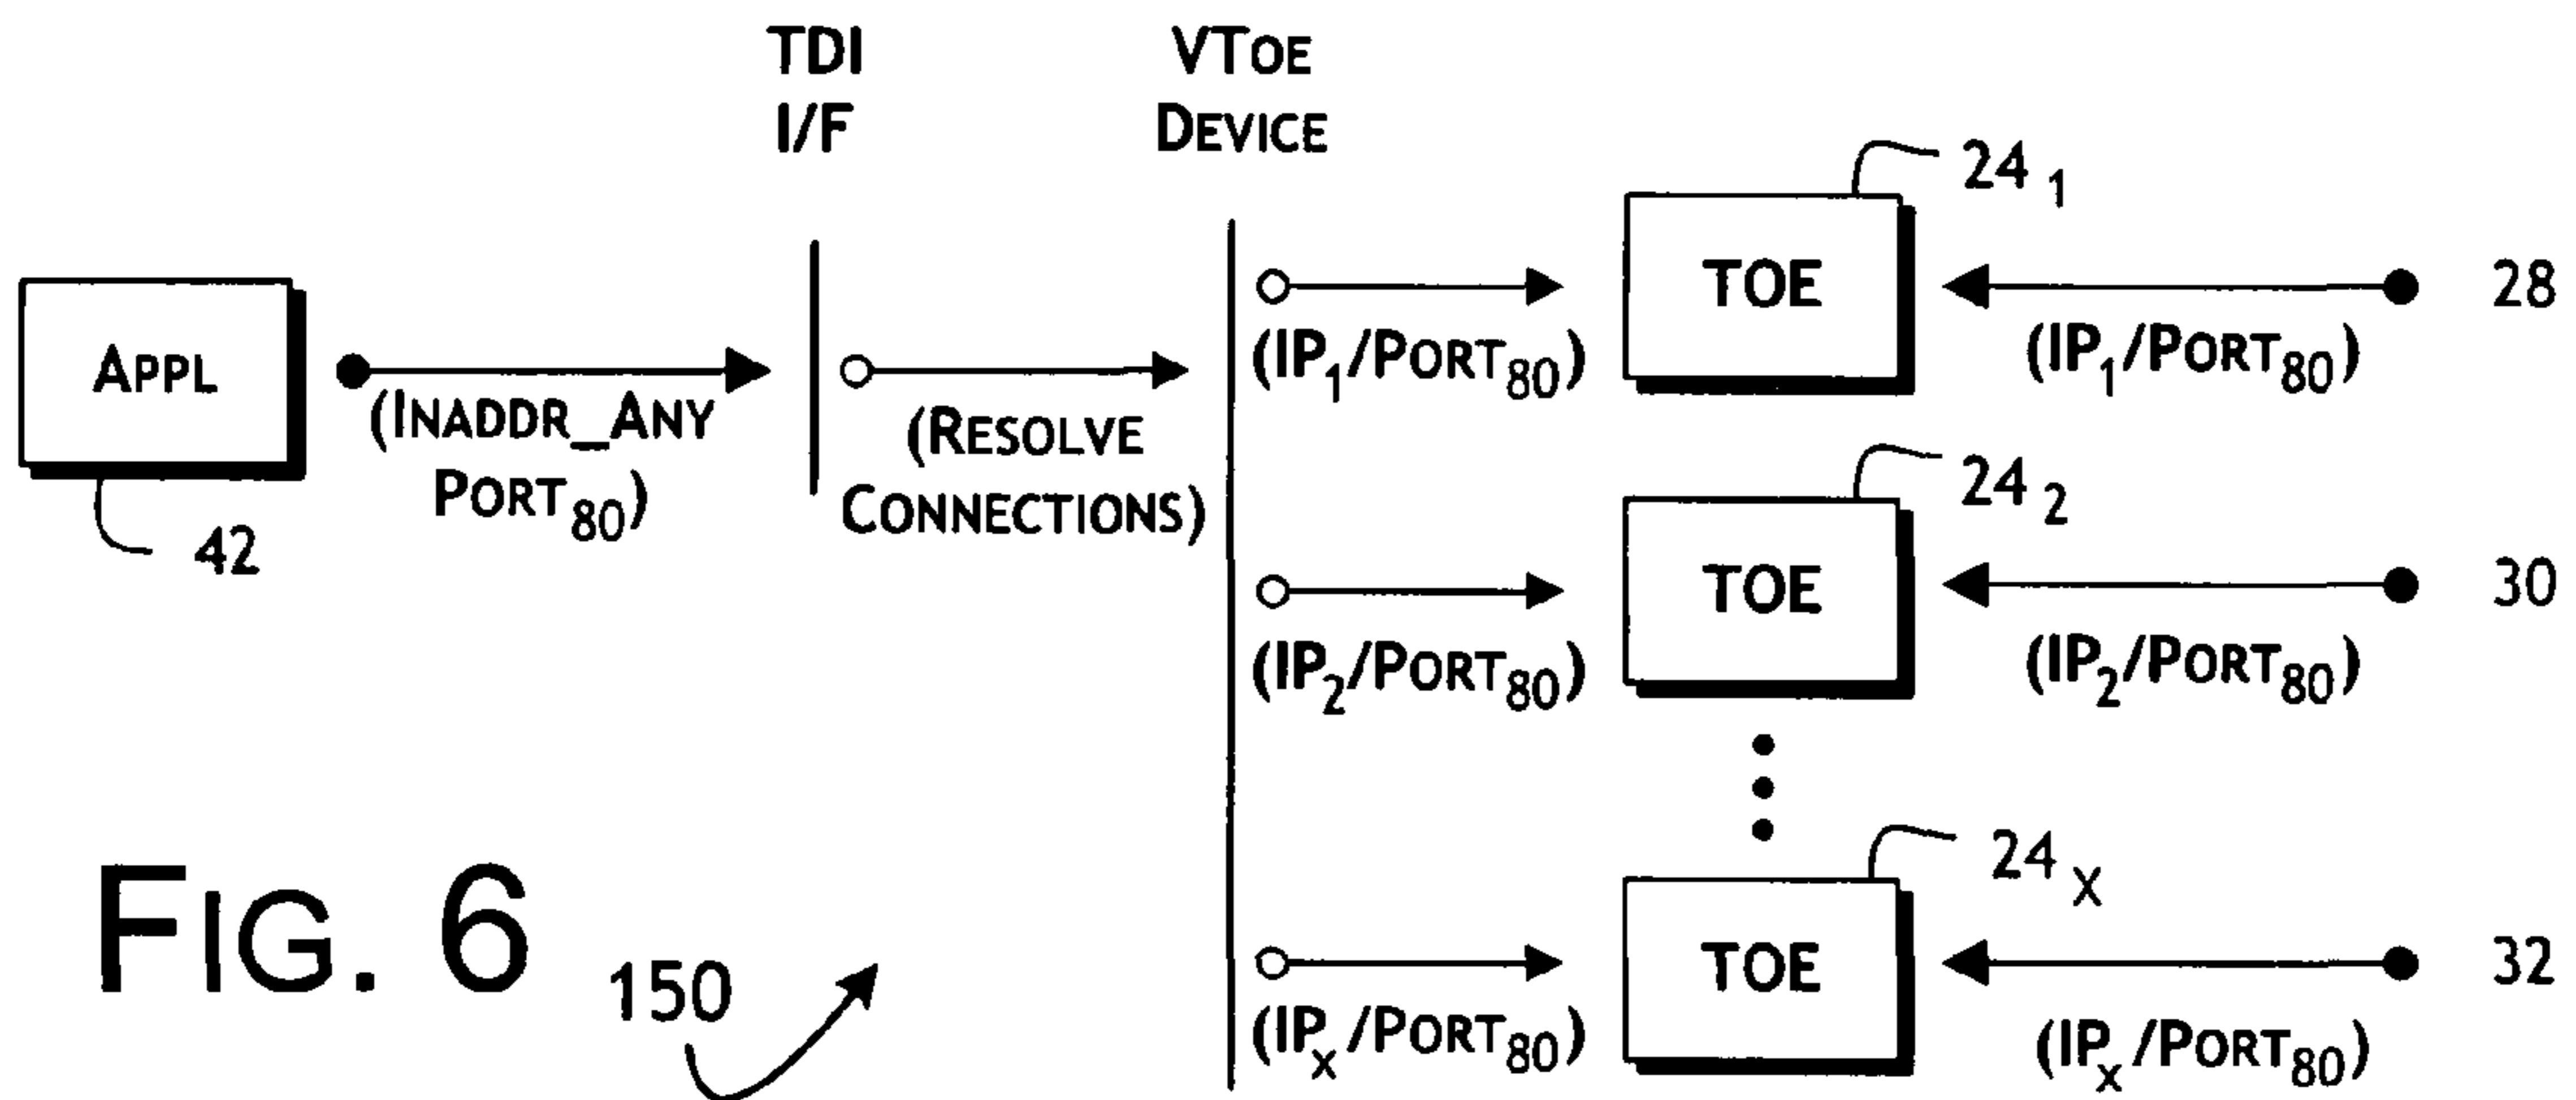 TDI
I/F
VTOE
DEVICE
APPL
42
(INADDR_ANY
PORT80)
(RESOLVE
CONNECTIONS)
24 1
(IP1/PORT80)
TOE
(IP1/PORT80)
28
24 2
(IP2/PORT80)
TOE
(IP2/PORT80)
30
24 X
(IPX/PORT80)
TOE
(IPX/PORT80)
32
FIG. 6
150